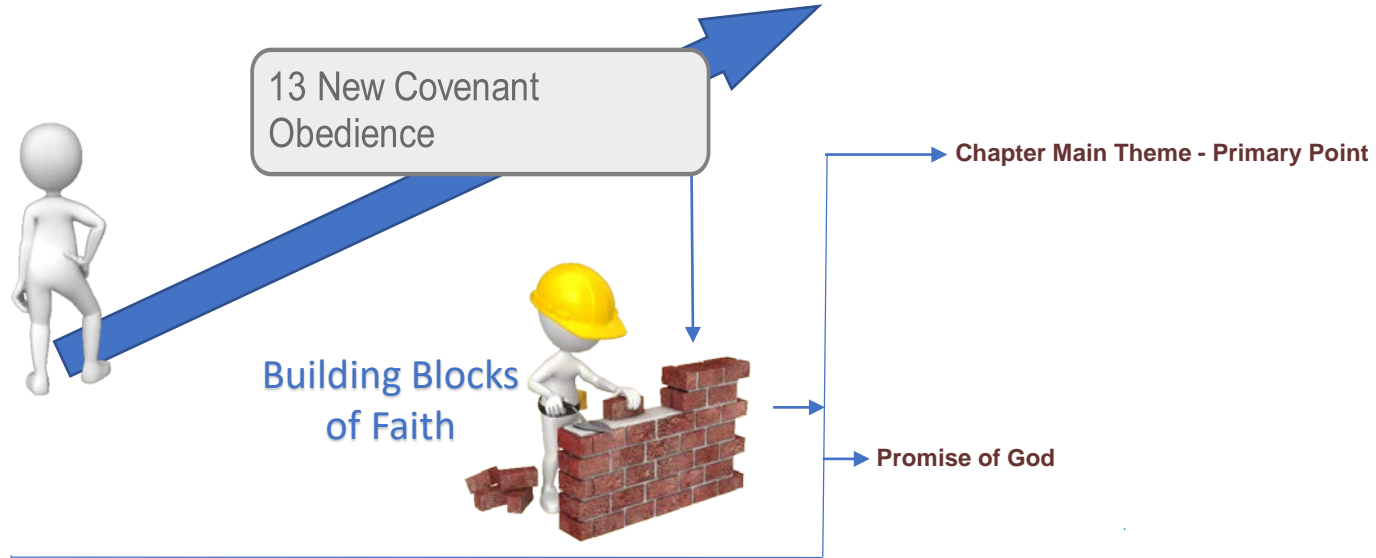 13 New Covenant
Obedience
Chapter Main Theme - Primary Point
Building Blocks
of Faith
Promise of God